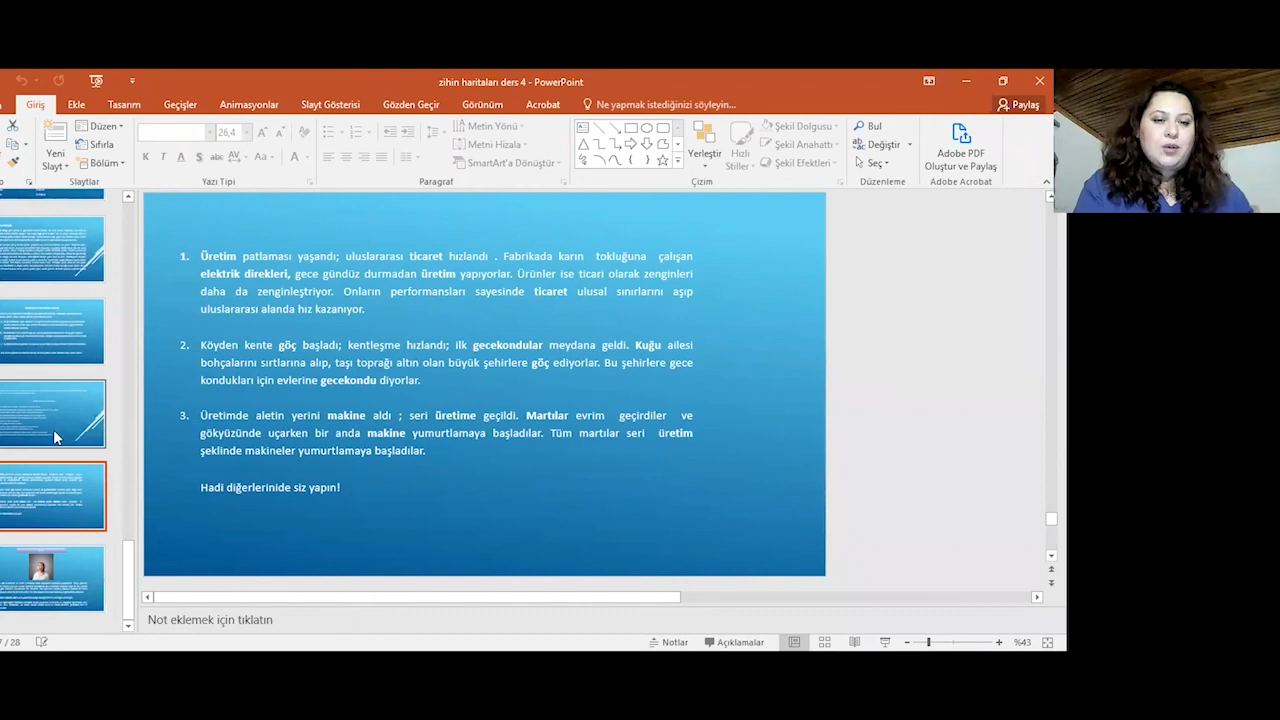 zihin haritaları ders 4 - PowerPoint
Giriş Ekle Tasarım Geçişler Animasyonlar Slayt Gösterisi Gözden Geçir Görünüm Acrobat Ne yapmak istediğinizi söyleyin... Paylaş
Yeni Slayt
Düzen
Sıfırla
Bölüm
Slaytlar
26,4
K T A S abc AV Aa A
Yazı Tipi
Metin Yönü
Metni Hizala
SmartArt'a Dönüştür
Paragraf
Yerleştir
Hızlı Stiller
Şekil Dolgusu
Şekil Anahattı
Şekil Efektleri
Çizim
Bul
Değiştir
Seç
Düzenleme
Adobe PDF
Oluştur ve Paylaş
Adobe Acrobat
1. Üretim patlaması yaşandı; uluslararası ticaret hızlandı . Fabrikada karın tokluğuna çalışan
elektrik direkleri, gece gündüz durmadan üretim yapıyorlar. Ürünler ise ticari olarak zenginleri
daha da zenginleştriyor. Onların performansları sayesinde ticaret ulusal sınırlarını aşıp
uluslararası alanda hız kazanıyor.
2. Köyden kente göç başladı; kentleşme hızlandı; ilk gecekondular meydana geldi. Kuğu ailesi
bohçalarını sırtlarına alıp, taşı toprağı altın olan büyük şehirlere göç ediyorlar. Bu şehirlere gece
kondukları için evlerine gecekondu diyorlar.
3. Üretimde aletin yerini makine aldı ; seri üretime geçildi. Martılar evrim geçirdiler ve
gökyüzünde uçarken bir anda makine yumurtlamaya başladılar. Tüm martılar seri üretim
şeklinde makineler yumurtlamaya başladılar.
Hadi diğerlerinide siz yapın!
Not eklemek için tıklatın
/ 28 Notlar Açıklamalar %43